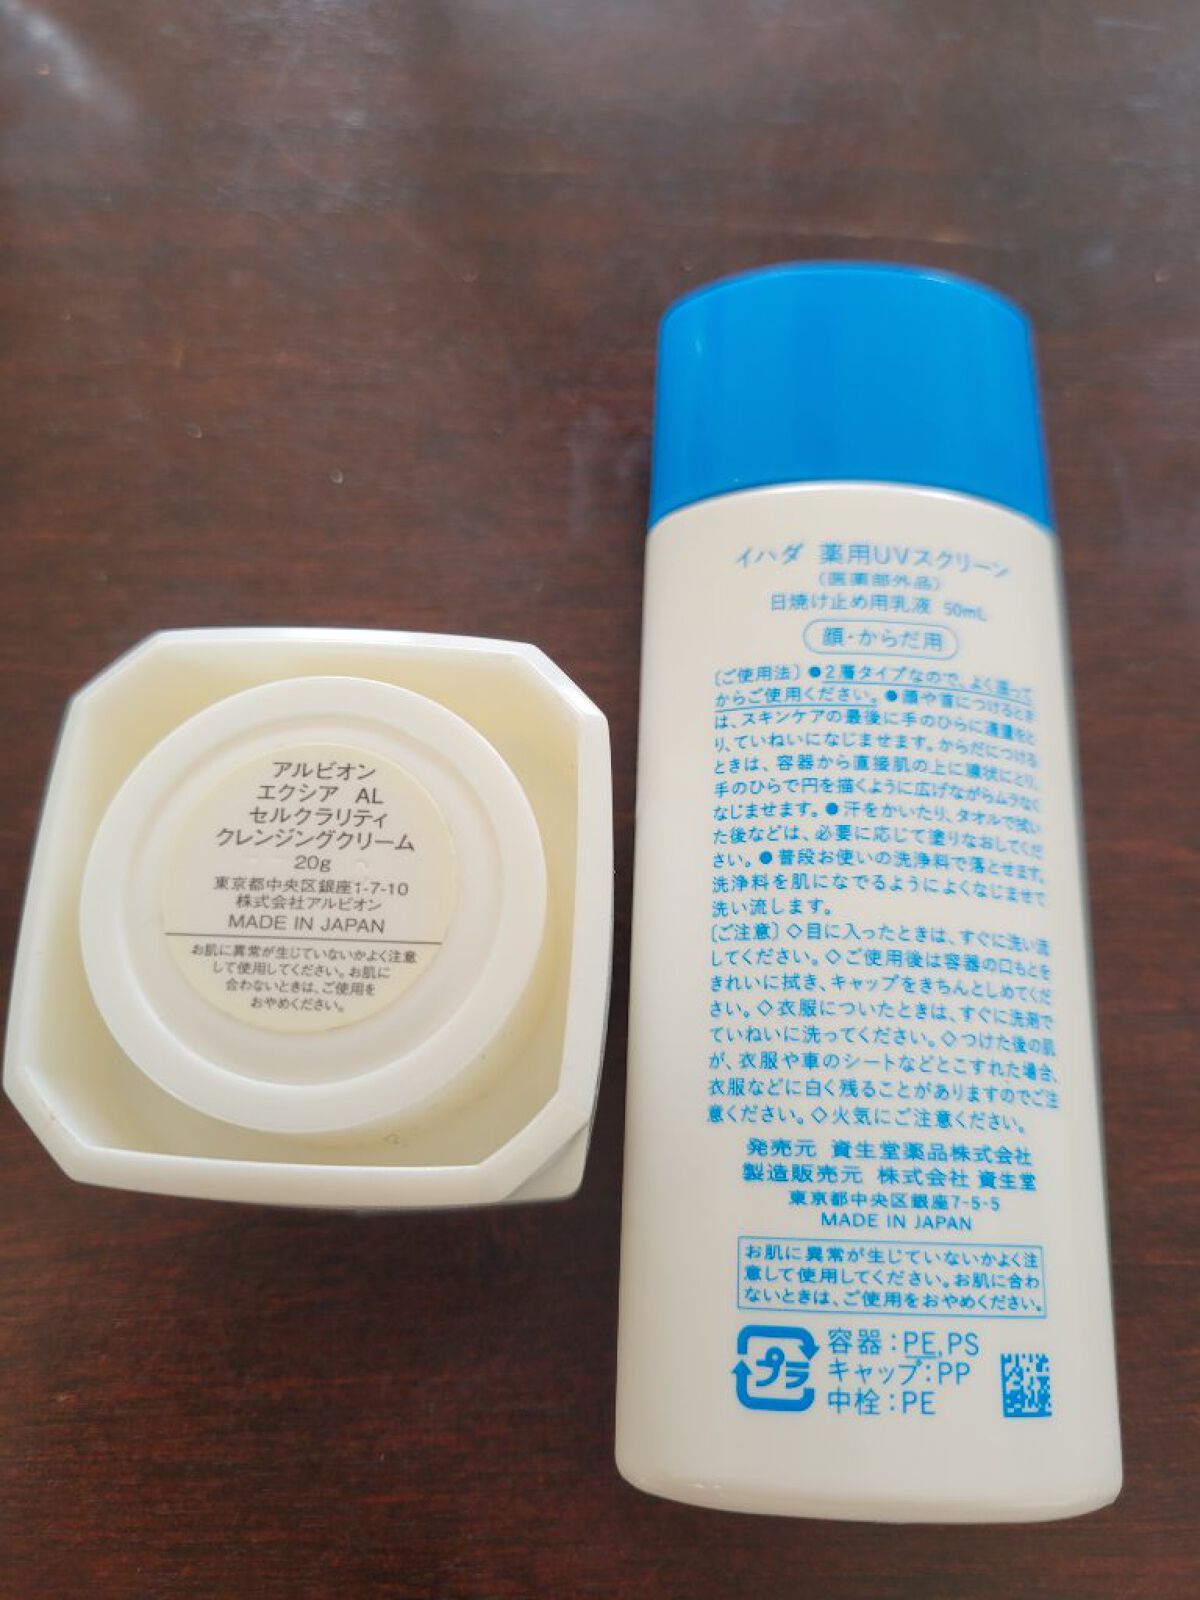 アルビオン
エクシア AL
セルクラリティ
クレンジングクリーム
20g
東京都中央区銀座1-7-10
株式会社アルビオン
MADE IN JAPAN
お肌に異常が生じていないかよく注意
して使用してください。お肌に
合わないときは、ご使用を
おやめください。
イハダ 薬用UVスクリーン
(医薬部外品)
日焼け止め用乳液 50mL
顔・からだ用
〔ご使用法〕●2層タイプなので、よく振って
からご使用ください。●顔や首につけるとき
は、スキンケアの最後に手のひらに適量をと
り、ていねいになじませます。からだにつける
ときは、容器から直接肌の上に線状にとり、
手のひらで円を描くように広げながらムラなく
なじませます。●汗をかいたり、タオルで拭い
た後などは、必要に応じて塗りなおしてくだ
さい。●普段お使いの洗浄料で落とせます。
洗浄料を肌になでるようによくなじませて
洗い流します。
〔ご注意〕◇目に入ったときは、すぐに洗い流
してください。◇ご使用後は容器の口もとを
きれいに拭き、キャップをきちんとしめてくだ
さい。◇衣服についたときは、すぐに洗剤で
ていねいに洗ってください。◇つけた後の肌
が、衣服や車のシートなどとこすれた場合、
衣服などに白く残ることがありますのでご注
意ください。◇火気にご注意ください。
発売元 資生堂薬品株式会社
製造販売元 株式会社 資生堂
東京都中央区銀座7-5-5
MADE IN JAPAN
お肌に異常が生じていないかよく注
意して使用してください。お肌に合わ
ないときは、ご使用をおやめください。
プラ
容器:PE,PS
キャップ:PP
中栓:PE